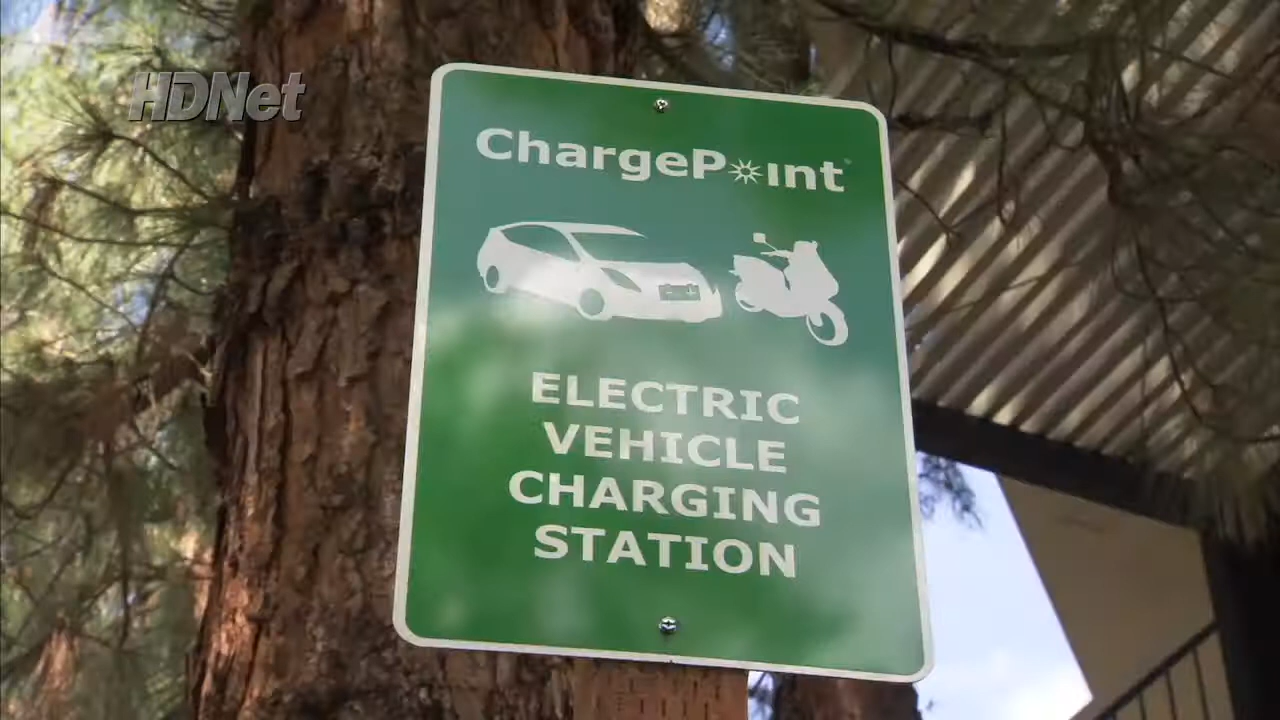 HDNet
ChargePoint
ELECTRIC
VEHICLE
CHARGING
STATION